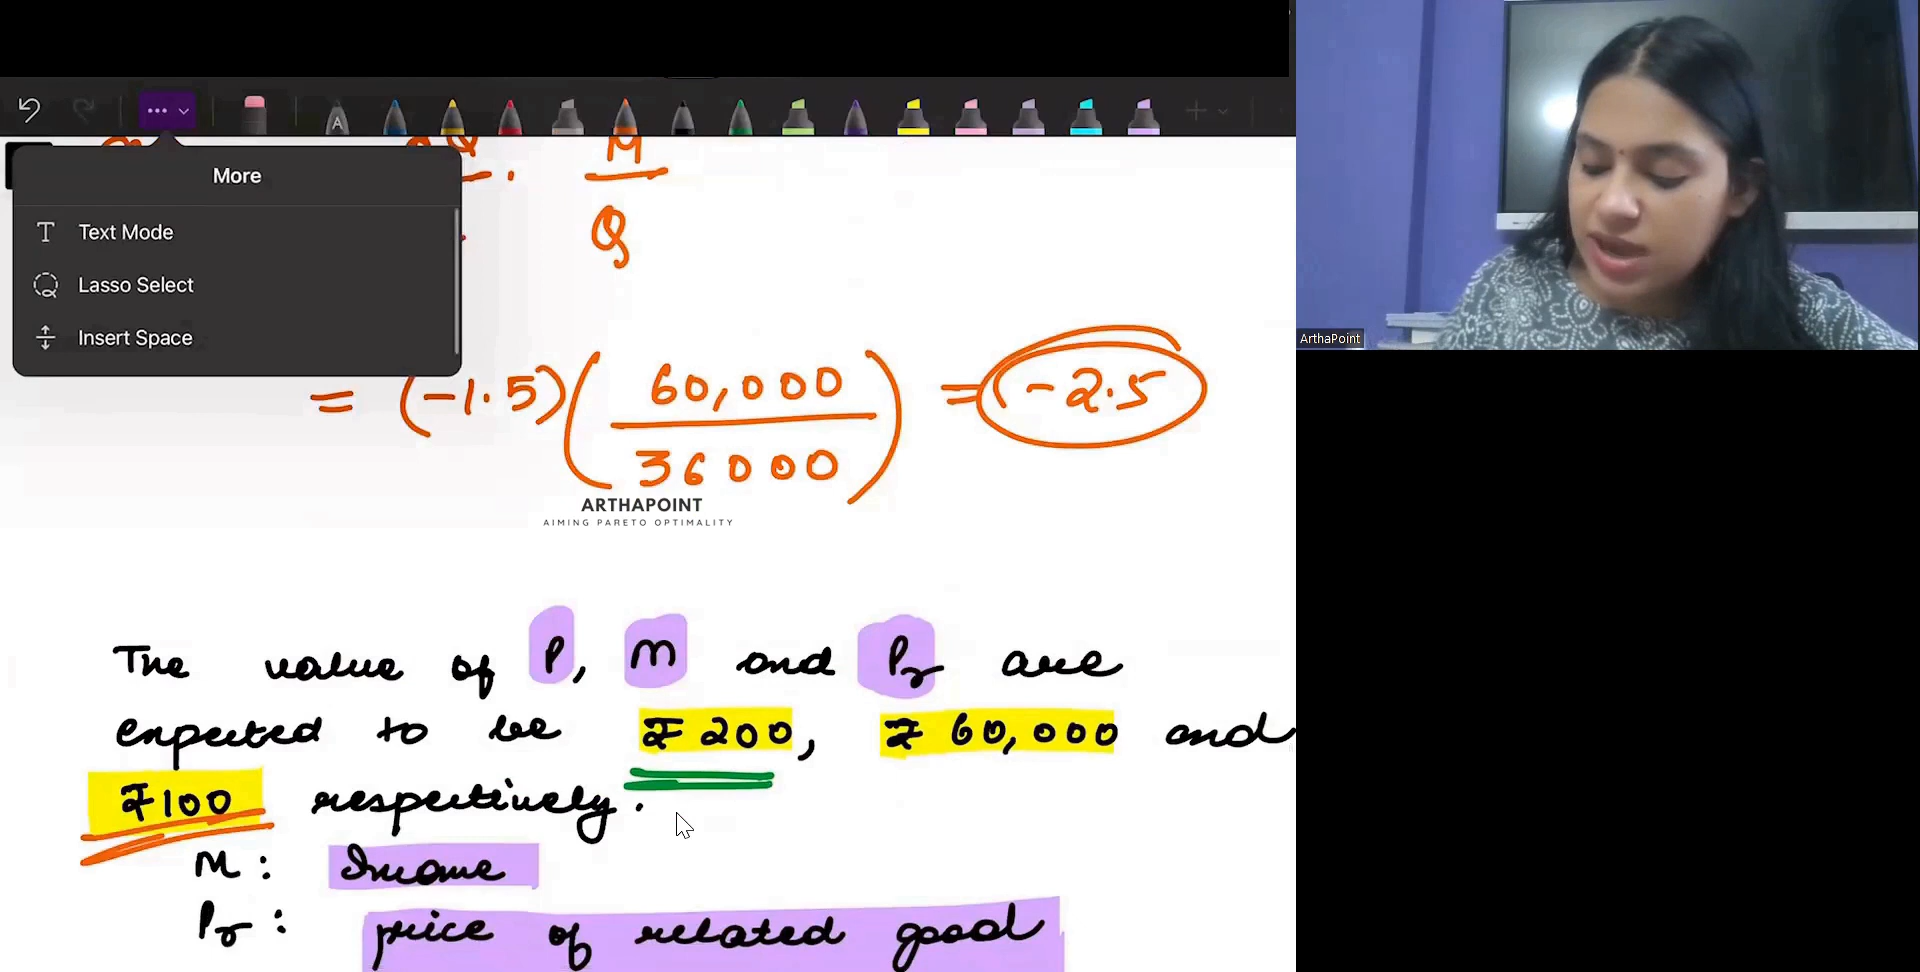 More
Text Mode
Lasso Select
Insert Space
M
Q
= (-1.5) ( 60,000 / 36000 ) = -2.5
ARTHAPOINT
AIMING PARETO OPTIMALITY
The value of P, M and Pr are
expected to be ₹ 200, ₹ 60,000 and
₹100 respectively.
M : Income
Pr : price of related good
ArthaPoint